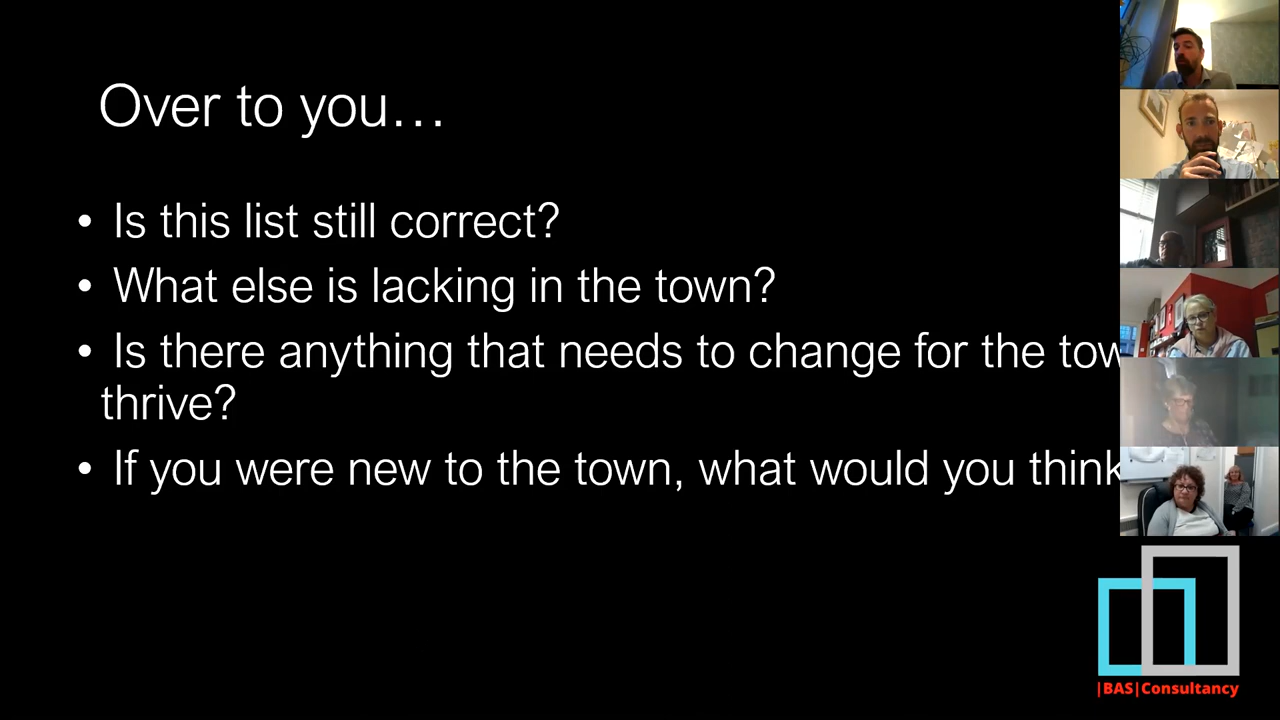 Over to you…
• Is this list still correct?
• What else is lacking in the town?
• Is there anything that needs to change for the tow
thrive?
• If you were new to the town, what would you think
|BAS|Consultancy